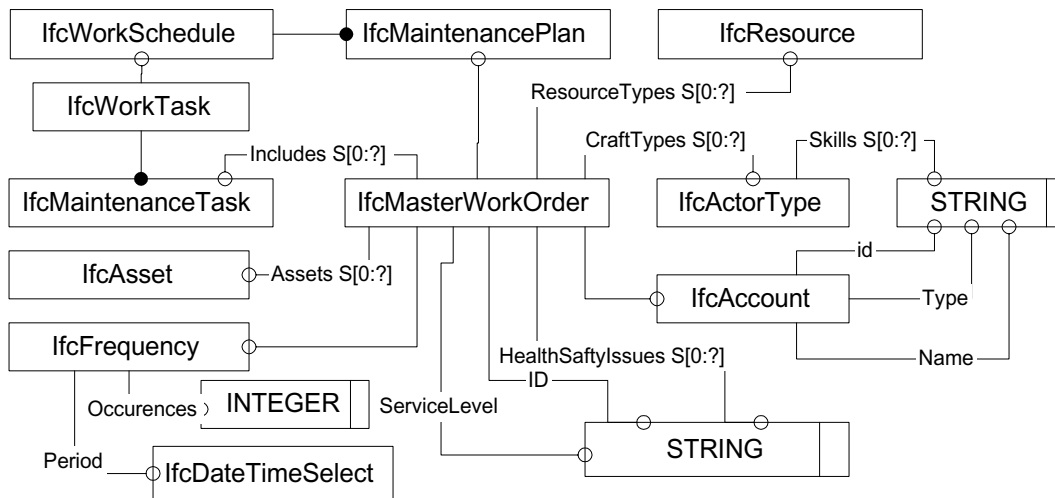 IfcWorkSchedule
IfcMaintenancePlan
IfcResource
IfcWorkTask
ResourceTypes S[0:?]
Includes S[0:?]
CraftTypes S[0:?]
Skills S[0:?]
IfcMaintenanceTask
IfcMasterWorkOrder
IfcActorType
STRING
id
IfcAsset
Assets S[0:?]
IfcAccount
Type
IfcFrequency
HealthSaftyIssues S[0:?]
Name
ID
Occurences
INTEGER
ServiceLevel
STRING
Period
IfcDateTimeSelect